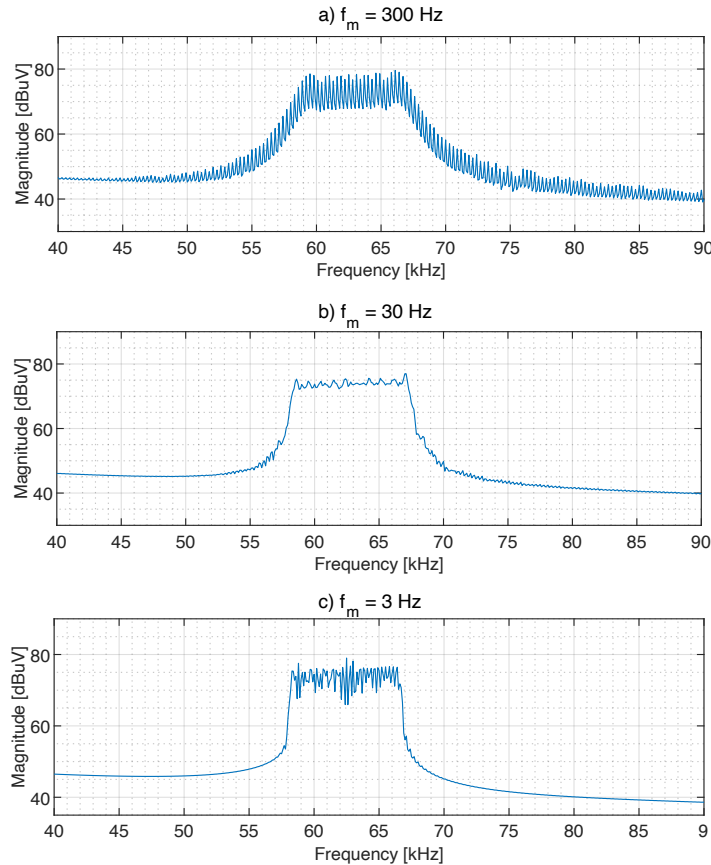 a) f_m = 300 Hz
Magnitude [dBuV]
80
60
40
40 45 50 55 60 65 70 75 80 85 90
Frequency [kHz]
b) f_m = 30 Hz
Magnitude [dBuV]
80
60
40
40 45 50 55 60 65 70 75 80 85 90
Frequency [kHz]
c) f_m = 3 Hz
Magnitude [dBuV]
80
60
40
40 45 50 55 60 65 70 75 80 85 9
Frequency [kHz]